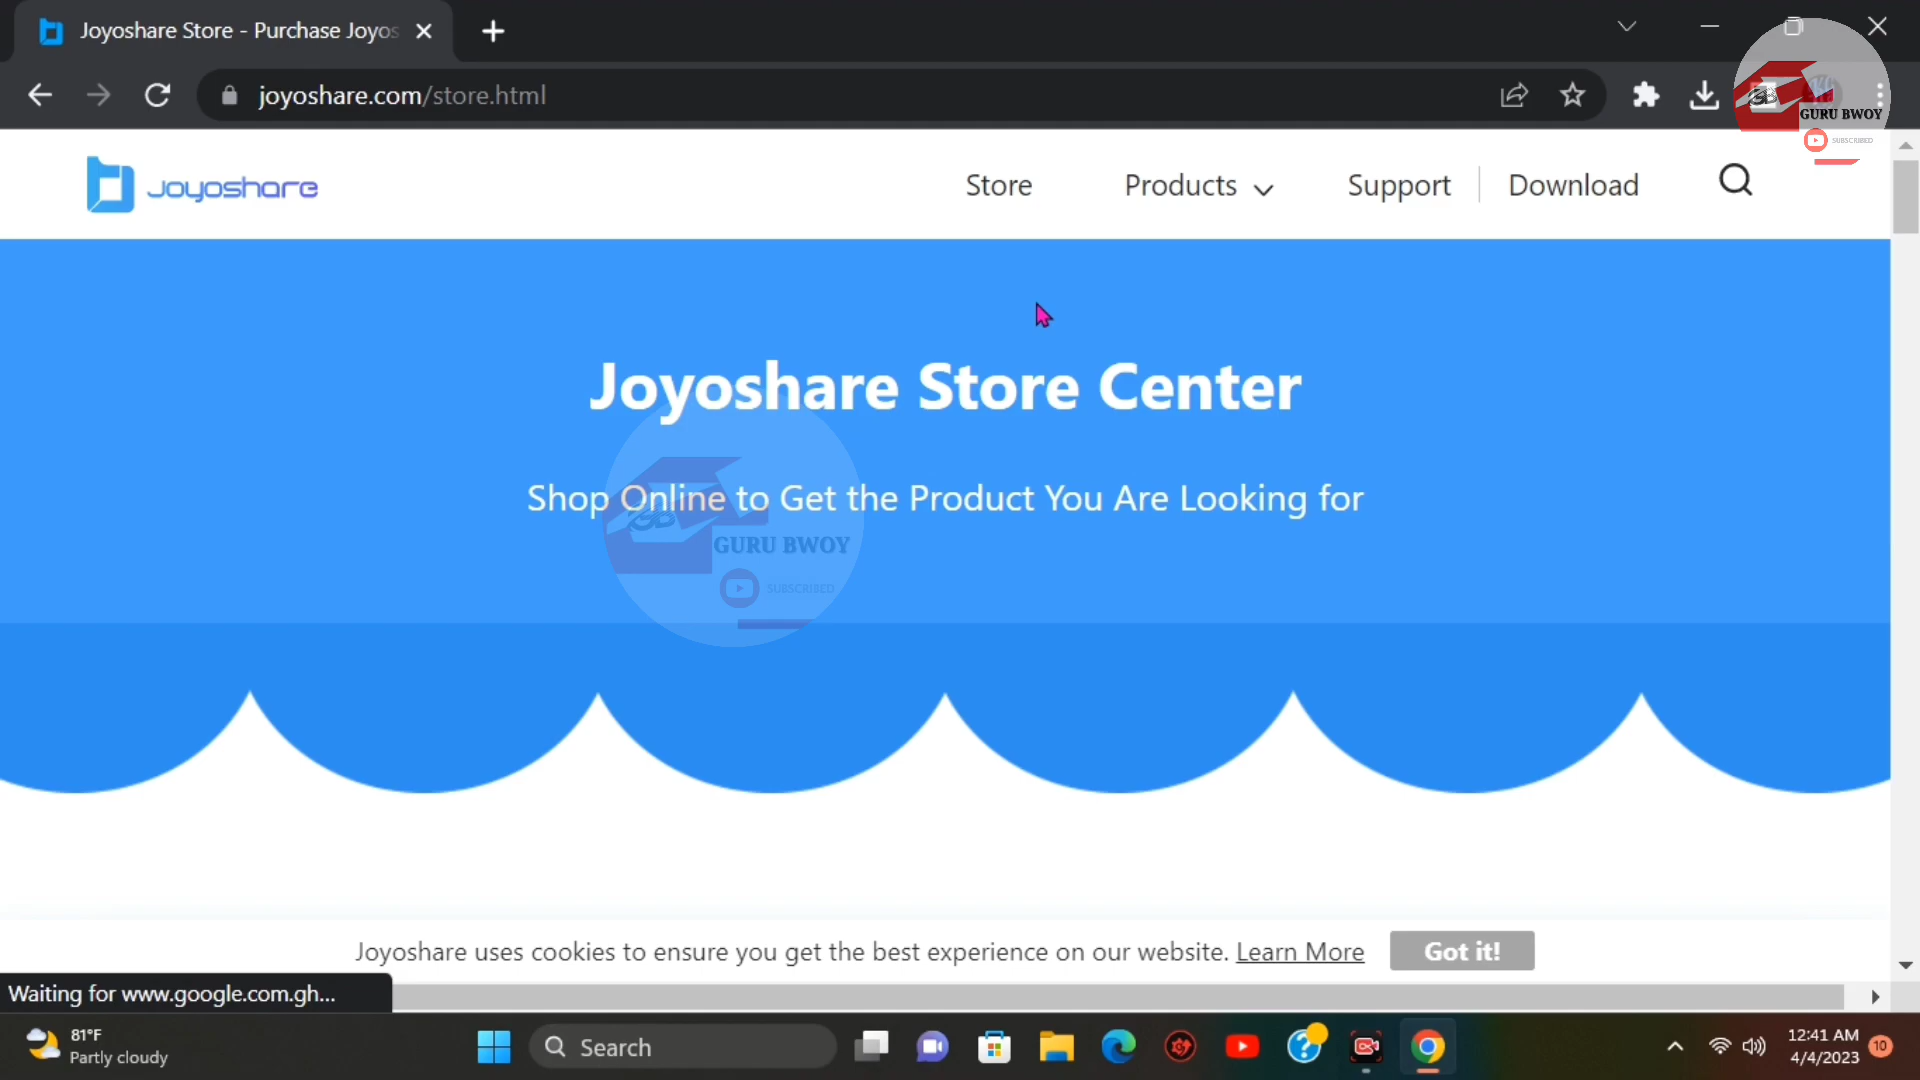 Joyoshare Store - Purchase Joyos
joyoshare.com/store.html
GURU BWOY
SUBSCRIBED
Joyoshare
Store
Products
Support
Download
Joyoshare Store Center
Shop Online to Get the Product You Are Looking for
GURU BWOY
SUBSCRIBED
Joyoshare uses cookies to ensure you get the best experience on our website. Learn More
Got it!
Waiting for www.google.com.gh...
81°F
Partly cloudy
Search
12:41 AM
4/4/2023
10